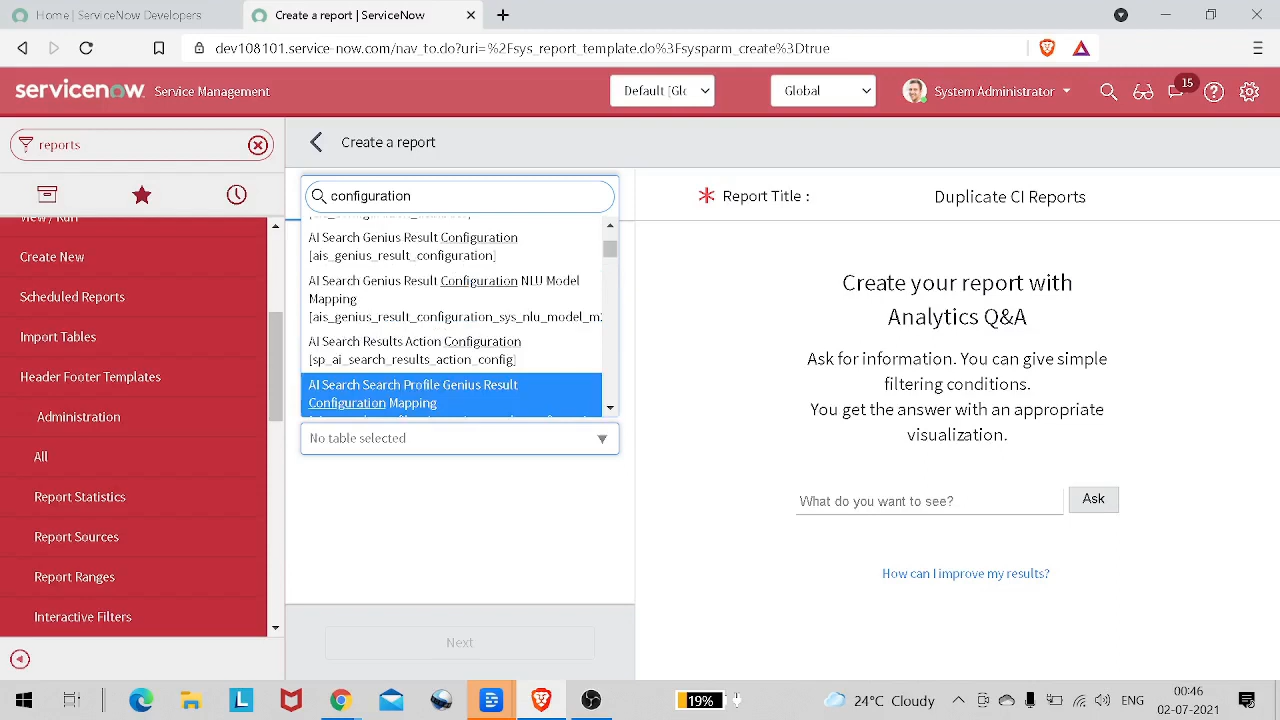 Home | ServiceNow Developers
Create a report | ServiceNow
dev108101.service-now.com/nav_to.do?uri=%2Fsys_report_template.do%3Fsysparm_create%3Dtrue
servicenow Service Management
Default [Glo
Global
System Administrator
15
reports
View / Run
Create New
Scheduled Reports
Import Tables
Header Footer Templates
Administration
All
Report Statistics
Report Sources
Report Ranges
Interactive Filters
Create a report
configuration
AI Search Genius Result Configuration
[ais_genius_result_configuration]
AI Search Genius Result Configuration NLU Model
Mapping
[ais_genius_result_configuration_sys_nlu_model_m2
AI Search Results Action Configuration
[sp_ai_search_results_action_config]
AI Search Search Profile Genius Result
Configuration Mapping
No table selected
Next
* Report Title :
Duplicate CI Reports
Create your report with
Analytics Q&A
Ask for information. You can give simple
filtering conditions.
You get the answer with an appropriate
visualization.
What do you want to see?
Ask
How can I improve my results?
19%
24°C Cloudy
ENG
00:46
02-07-2021